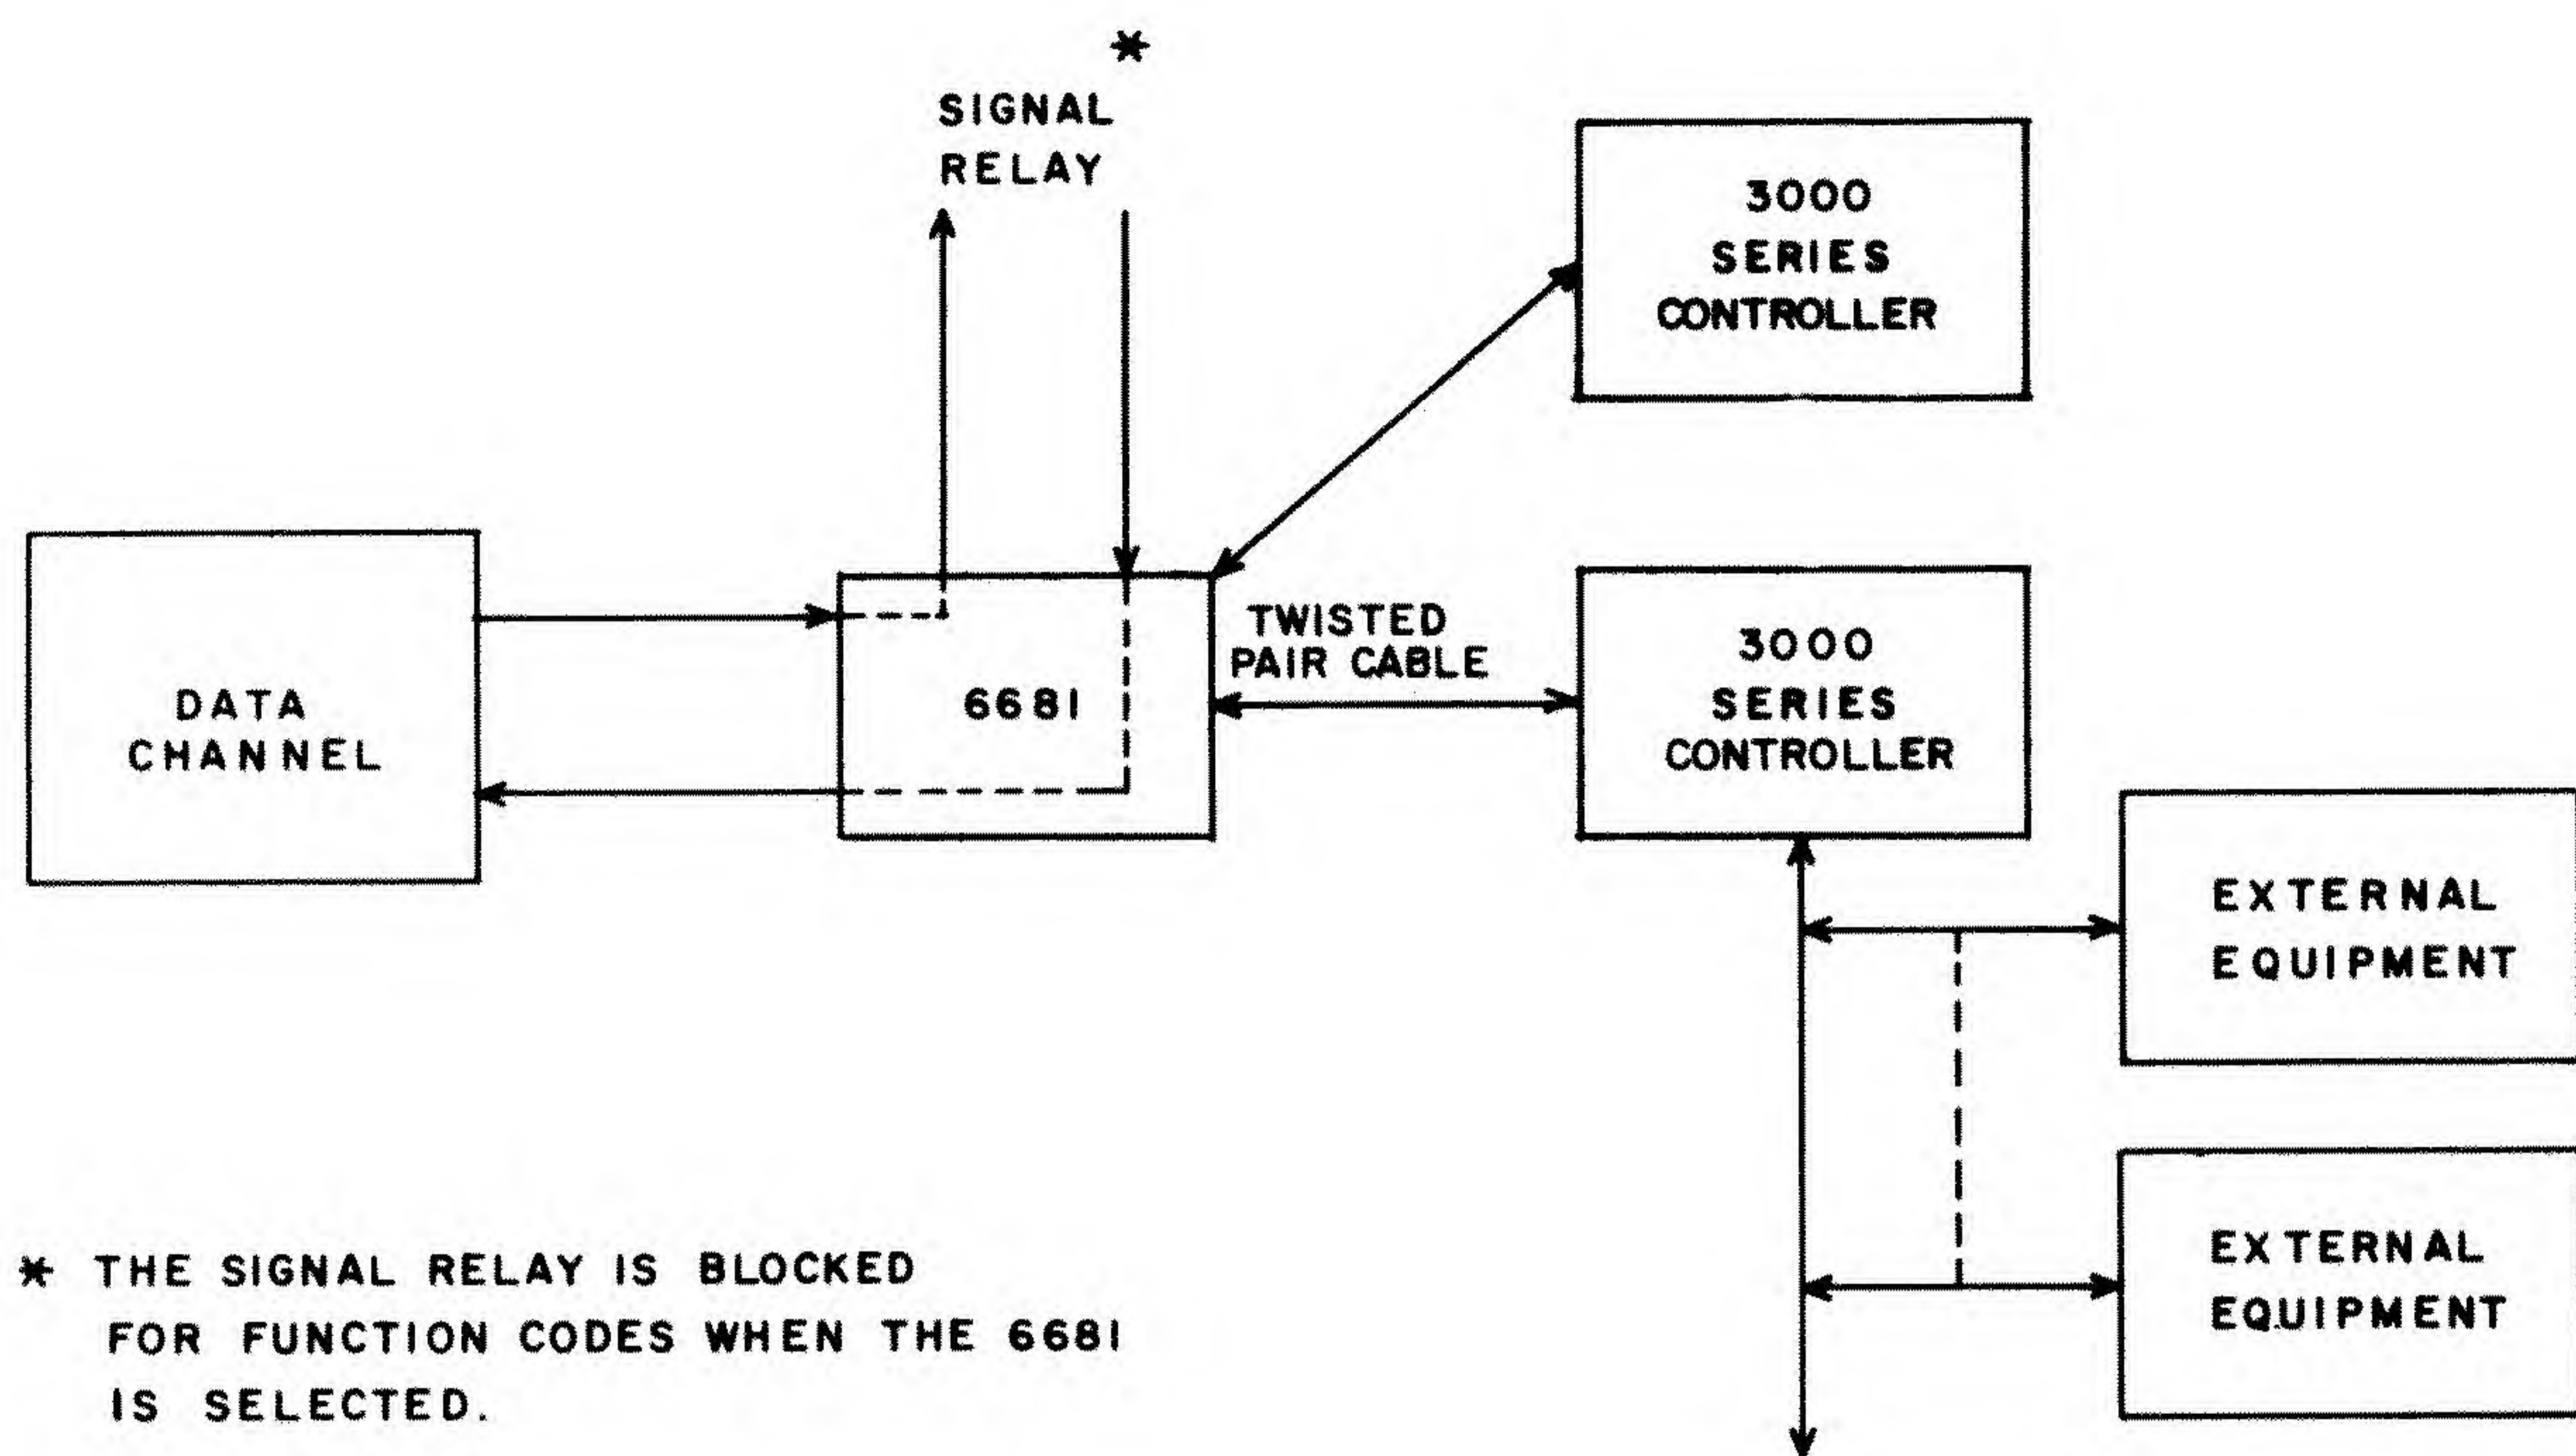 *
SIGNAL
RELAY
3000
SERIES
CONTROLLER
DATA
CHANNEL
6681
TWISTED
PAIR CABLE
3000
SERIES
CONTROLLER
EXTERNAL
EQUIPMENT
EXTERNAL
EQUIPMENT
* THE SIGNAL RELAY IS BLOCKED
FOR FUNCTION CODES WHEN THE 6681
IS SELECTED.